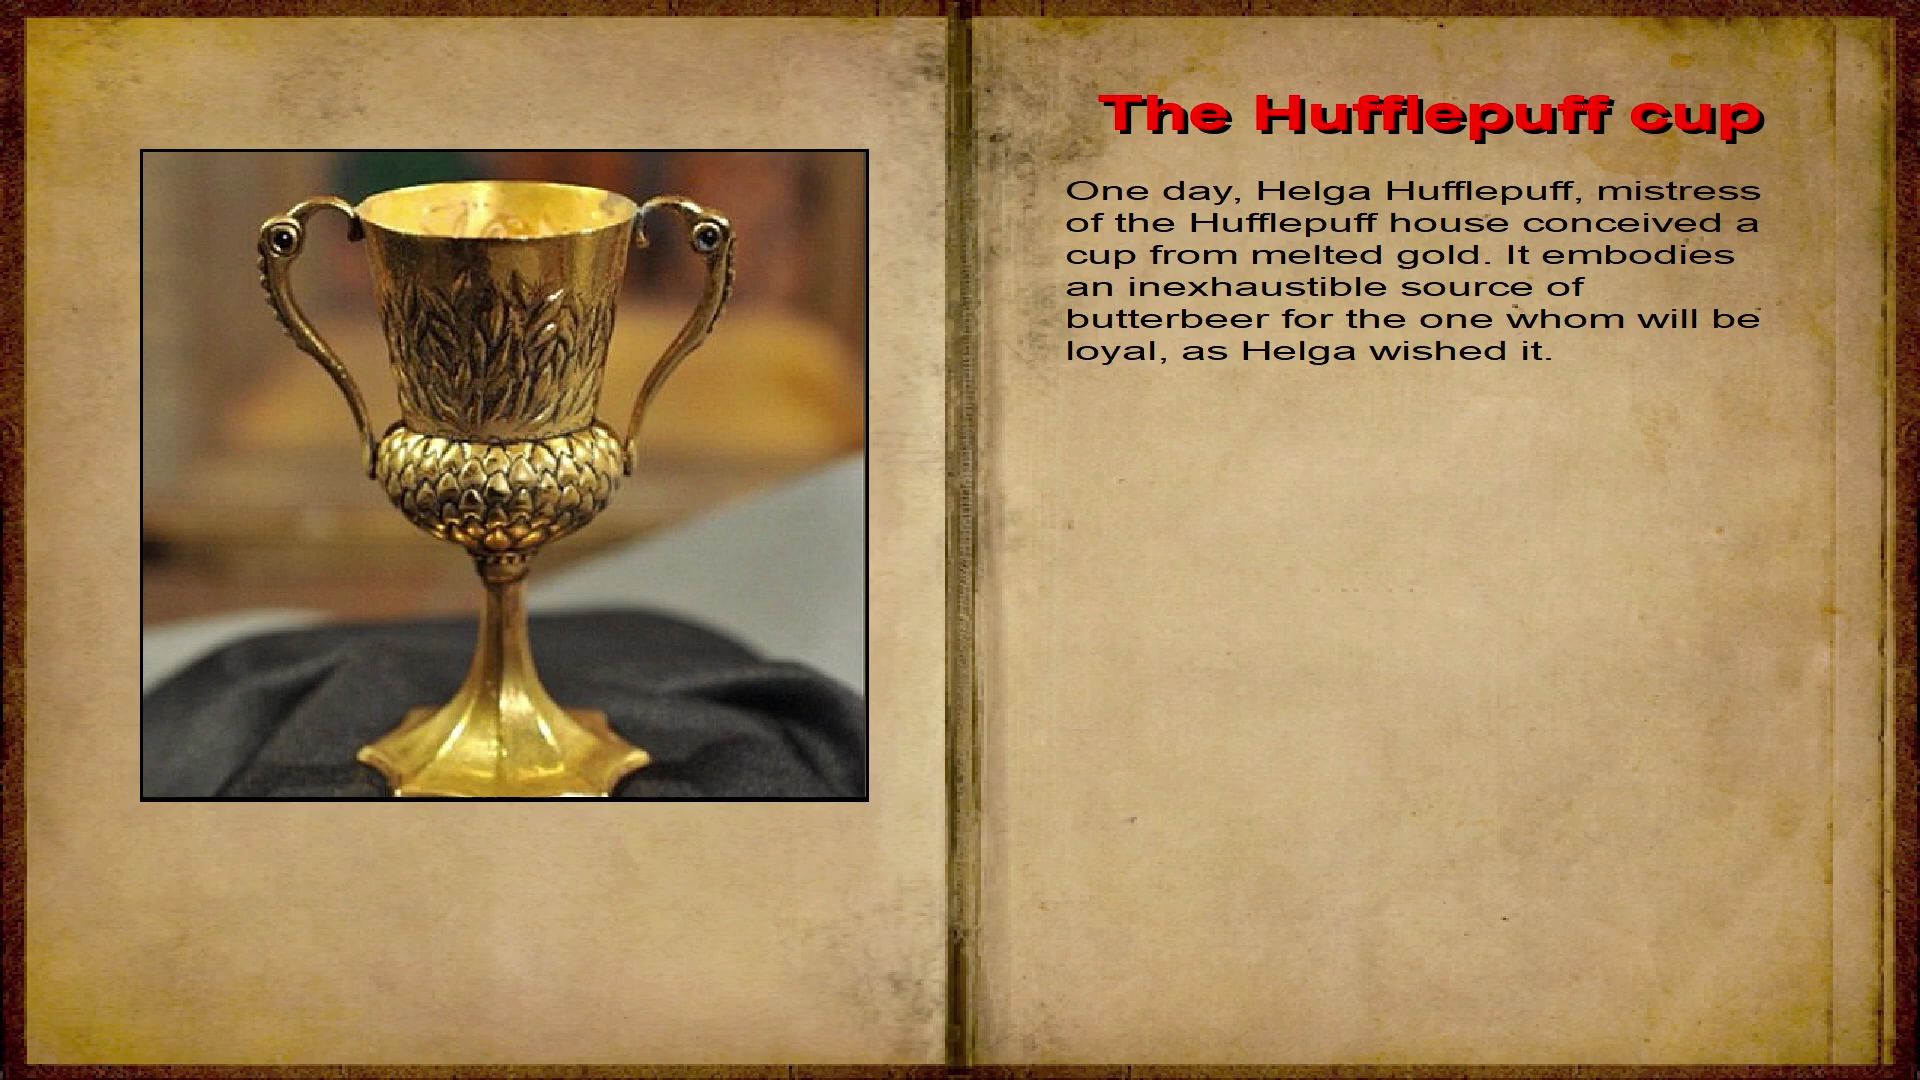 The Hufflepuff cup
One day, Helga Hufflepuff, mistress
of the Hufflepuff house conceived a
cup from melted gold. It embodies
an inexhaustible source of
butterbeer for the one whom will be
loyal, as Helga wished it.